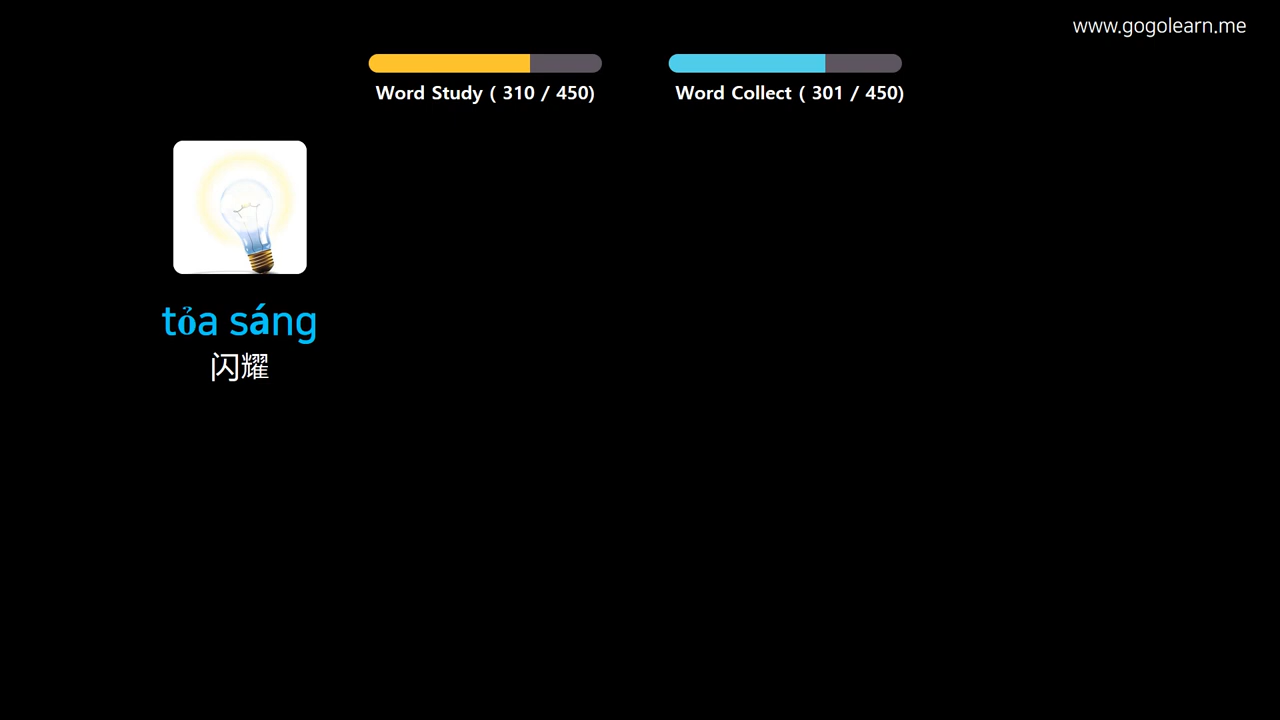 www.gogolearn.me
Word Study ( 310 / 450)
Word Collect ( 301 / 450)
tỏa sáng
闪耀